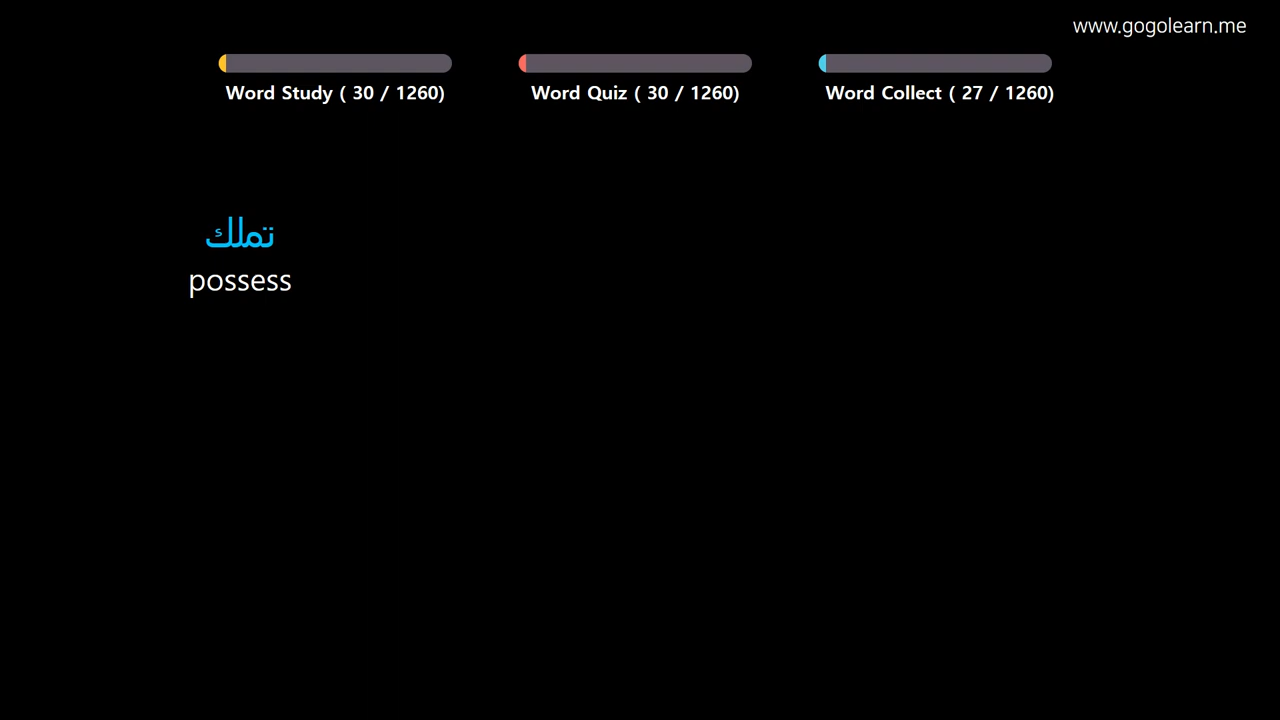 www.gogolearn.me
Word Study ( 30 / 1260)
Word Quiz ( 30 / 1260)
Word Collect ( 27 / 1260)
تملك
possess